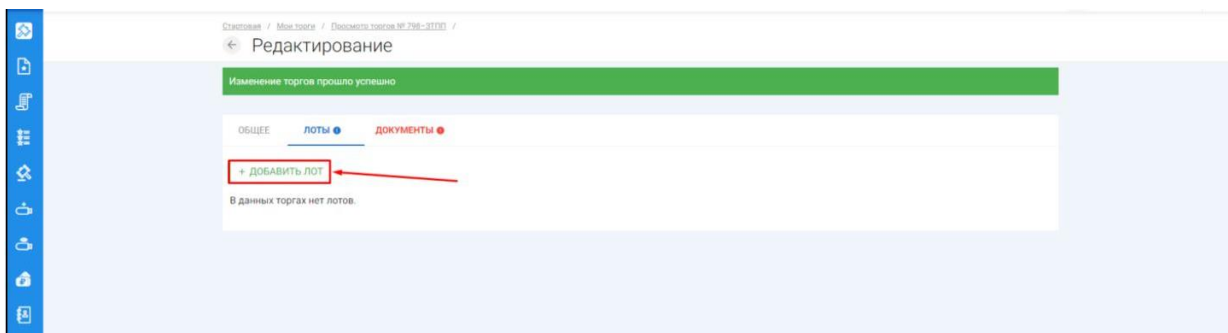 Стартовая / Мои торги / Просмотр торгов № 798-ЭТПП /
Редактирование
Изменение торгов прошло успешно
ОБЩЕЕ ЛОТЫ ДОКУМЕНТЫ
+ ДОБАВИТЬ ЛОТ
В данных торгах нет лотов.